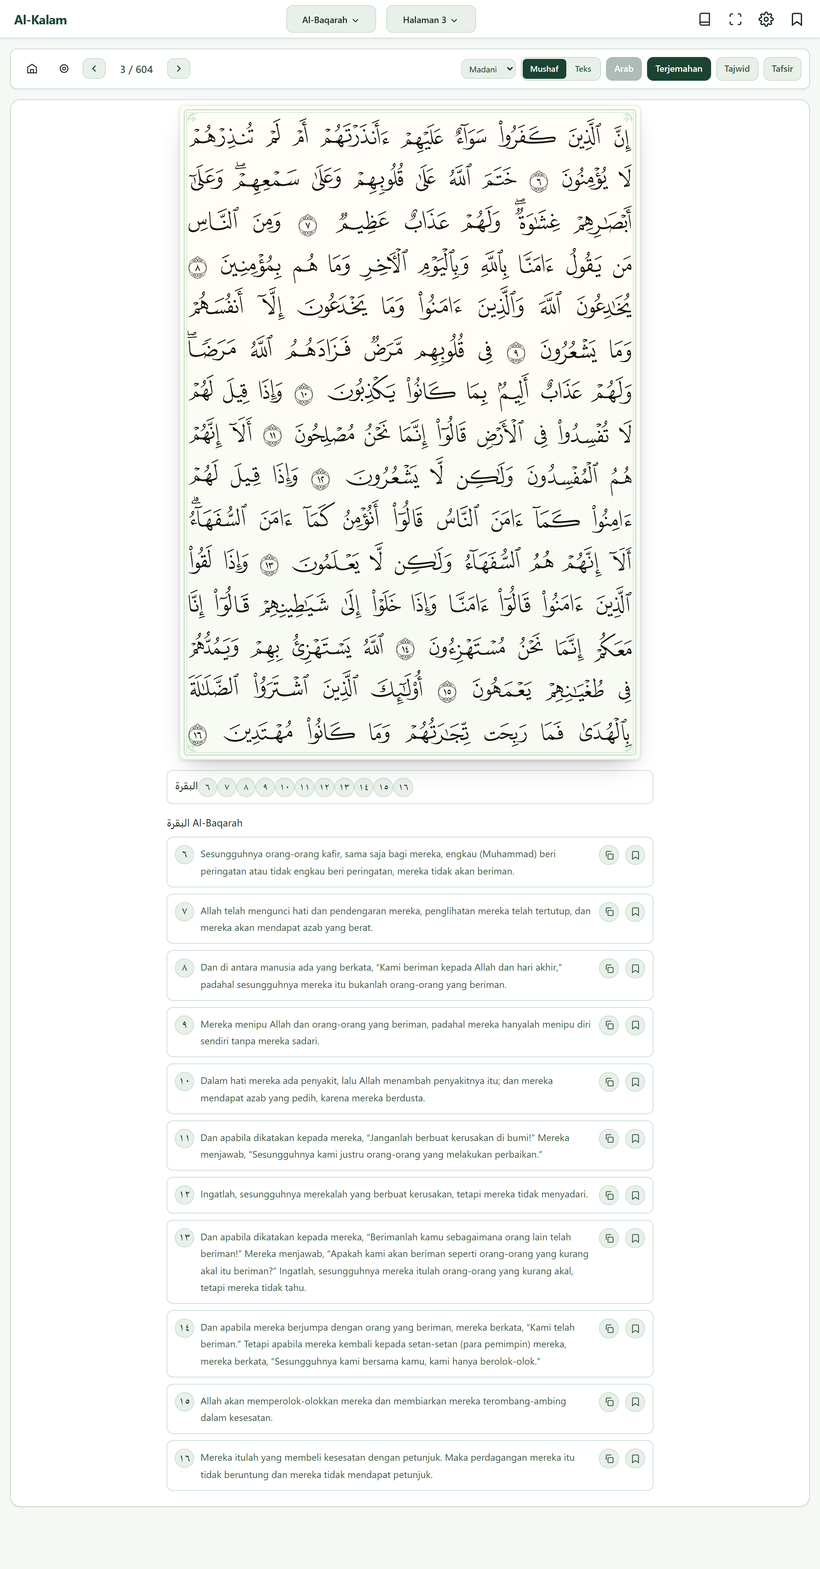 Al-Kalam
Al-Baqarah
Halaman 3
3 / 604
Madani
Mushaf
Teks
Arab
Terjemahan
Tajwid
Tafsir
إِنَّ ٱلَّذِينَ كَفَرُوا۟ سَوَآءٌ عَلَيْهِمْ ءَأَنذَرْتَهُمْ أَمْ لَمْ تُنذِرْهُمْ
لَا يُؤْمِنُونَ ٦ خَتَمَ ٱللَّهُ عَلَىٰ قُلُوبِهِمْ وَعَلَىٰ سَمْعِهِمْ ۖ وَعَلَىٰٓ
أَبْصَٰرِهِمْ غِشَٰوَةٌ ۖ وَلَهُمْ عَذَابٌ عَظِيمٌ ٧ وَمِنَ ٱلنَّاسِ
مَن يَقُولُ ءَامَنَّا بِٱللَّهِ وَبِٱلْيَوْمِ ٱلْءَاخِرِ وَمَا هُم بِمُؤْمِنِينَ ٨
يُخَٰدِعُونَ ٱللَّهَ وَٱلَّذِينَ ءَامَنُوا۟ وَمَا يَخْدَعُونَ إِلَّآ أَنفُسَهُمْ
وَمَا يَشْعُرُونَ ٩ فِى قُلُوبِهِم مَّرَضٌ فَزَادَهُمُ ٱللَّهُ مَرَضًا ۖ
وَلَهُمْ عَذَابٌ أَلِيمٌۢ بِمَا كَانُوا۟ يَكْذِبُونَ ١٠ وَإِذَا قِيلَ لَهُمْ
لَا تُفْسِدُوا۟ فِى ٱلْأَرْضِ قَالُوٓا۟ إِنَّمَا نَحْنُ مُصْلِحُونَ ١١ أَلَآ إِنَّهُمْ
هُمُ ٱلْمُفْسِدُونَ وَلَٰكِن لَّا يَشْعُرُونَ ١٢ وَإِذَا قِيلَ لَهُمْ
ءَامِنُوا۟ كَمَآ ءَامَنَ ٱلنَّاسُ قَالُوٓا۟ أَنُؤْمِنُ كَمَآ ءَامَنَ ٱلسُّفَهَآءُ ۗ
أَلَآ إِنَّهُمْ هُمُ ٱلسُّفَهَآءُ وَلَٰكِن لَّا يَعْلَمُونَ ١٣ وَإِذَا لَقُوا۟
ٱلَّذِينَ ءَامَنُوا۟ قَالُوٓا۟ ءَامَنَّا وَإِذَا خَلَوْا۟ إِلَىٰ شَيَٰطِينِهِمْ قَالُوٓا۟ إِنَّا
مَعَكُمْ إِنَّمَا نَحْنُ مُسْتَهْزِءُونَ ١٤ ٱللَّهُ يَسْتَهْزِئُ بِهِمْ وَيَمُدُّهُمْ
فِى طُغْيَٰنِهِمْ يَعْمَهُونَ ١٥ أُو۟لَٰٓئِكَ ٱلَّذِينَ ٱشْتَرَوُا۟ ٱلضَّلَٰلَةَ
بِٱلْهُدَىٰ فَمَا رَبِحَت تِّجَٰرَتُهُمْ وَمَا كَانُوا۟ مُهْتَدِينَ ١٦
البقرة ٦ ٧ ٨ ٩ ١٠ ١١ ١٢ ١٣ ١٤ ١٥ ١٦
البقرة Al-Baqarah
٦ Sesungguhnya orang-orang kafir, sama saja bagi mereka, engkau (Muhammad) beri
peringatan atau tidak engkau beri peringatan, mereka tidak akan beriman.
٧ Allah telah mengunci hati dan pendengaran mereka, penglihatan mereka telah tertutup, dan
mereka akan mendapat azab yang berat.
٨ Dan di antara manusia ada yang berkata, “Kami beriman kepada Allah dan hari akhir,”
padahal sesungguhnya mereka itu bukanlah orang-orang yang beriman.
٩ Mereka menipu Allah dan orang-orang yang beriman, padahal mereka hanyalah menipu diri
sendiri tanpa mereka sadari.
١٠ Dalam hati mereka ada penyakit, lalu Allah menambah penyakitnya itu; dan mereka
mendapat azab yang pedih, karena mereka berdusta.
١١ Dan apabila dikatakan kepada mereka, “Janganlah berbuat kerusakan di bumi!” Mereka
menjawab, “Sesungguhnya kami justru orang-orang yang melakukan perbaikan.”
١٢ Ingatlah, sesungguhnya merekalah yang berbuat kerusakan, tetapi mereka tidak menyadari.
١٣ Dan apabila dikatakan kepada mereka, “Berimanlah kamu sebagaimana orang lain telah
beriman!” Mereka menjawab, “Apakah kami akan beriman seperti orang-orang yang kurang
akal itu beriman?” Ingatlah, sesungguhnya mereka itulah orang-orang yang kurang akal,
tetapi mereka tidak tahu.
١٤ Dan apabila mereka berjumpa dengan orang yang beriman, mereka berkata, “Kami telah
beriman.” Tetapi apabila mereka kembali kepada setan-setan (para pemimpin) mereka,
mereka berkata, “Sesungguhnya kami bersama kamu, kami hanya berolok-olok.”
١٥ Allah akan memperolok-olokkan mereka dan membiarkan mereka terombang-ambing
dalam kesesatan.
١٦ Mereka itulah yang membeli kesesatan dengan petunjuk. Maka perdagangan mereka itu
tidak beruntung dan mereka tidak mendapat petunjuk.